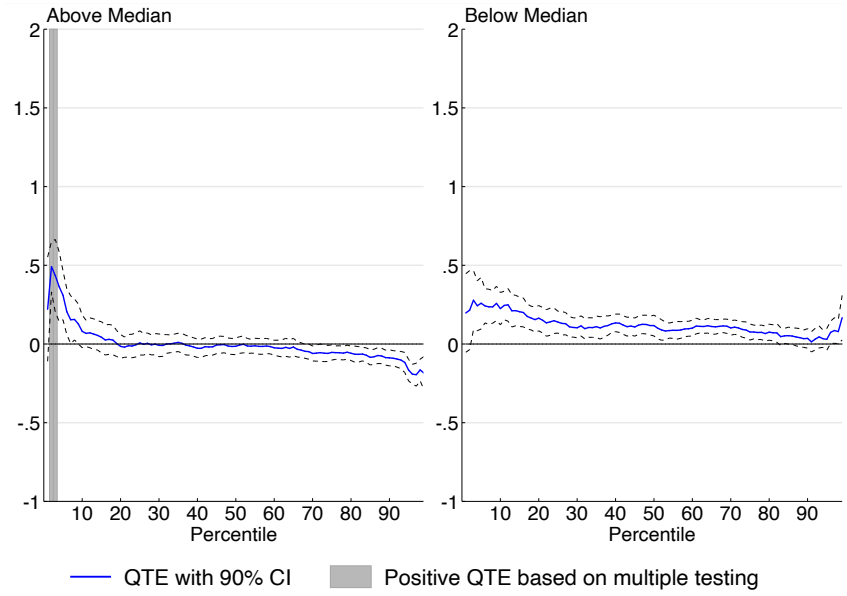 Above Median
2
1.5
1
.5
0
-.5
-1
10 20 30 40 50 60 70 80 90
Percentile
Below Median
2
1.5
1
.5
0
-.5
-1
10 20 30 40 50 60 70 80 90
Percentile
QTE with 90% CI
Positive QTE based on multiple testing